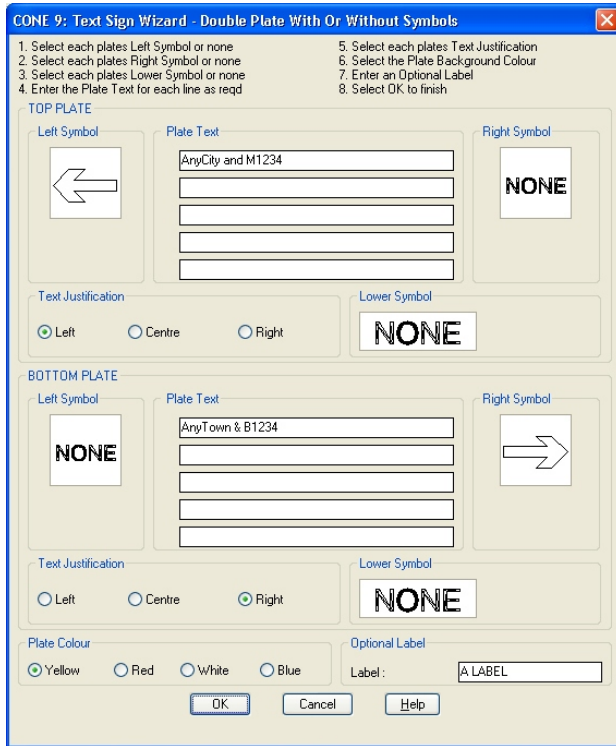 CONE 9: Text Sign Wizard - Double Plate With Or Without Symbols
1. Select each plates Left Symbol or none
2. Select each plates Right Symbol or none
3. Select each plates Lower Symbol or none
4. Enter the Plate Text for each line as reqd
5. Select each plates Text Justification
6. Select the Plate Background Colour
7. Enter an Optional Label
8. Select OK to finish
TOP PLATE
Left Symbol
Plate Text
Right Symbol
AnyCity and M1234
NONE
Text Justification
Left Centre Right
Lower Symbol
NONE
BOTTOM PLATE
Left Symbol
Plate Text
Right Symbol
NONE
AnyTown & B1234
Text Justification
Left Centre Right
Lower Symbol
NONE
Plate Colour
Yellow Red White Blue
Optional Label
Label : A LABEL
OK Cancel Help